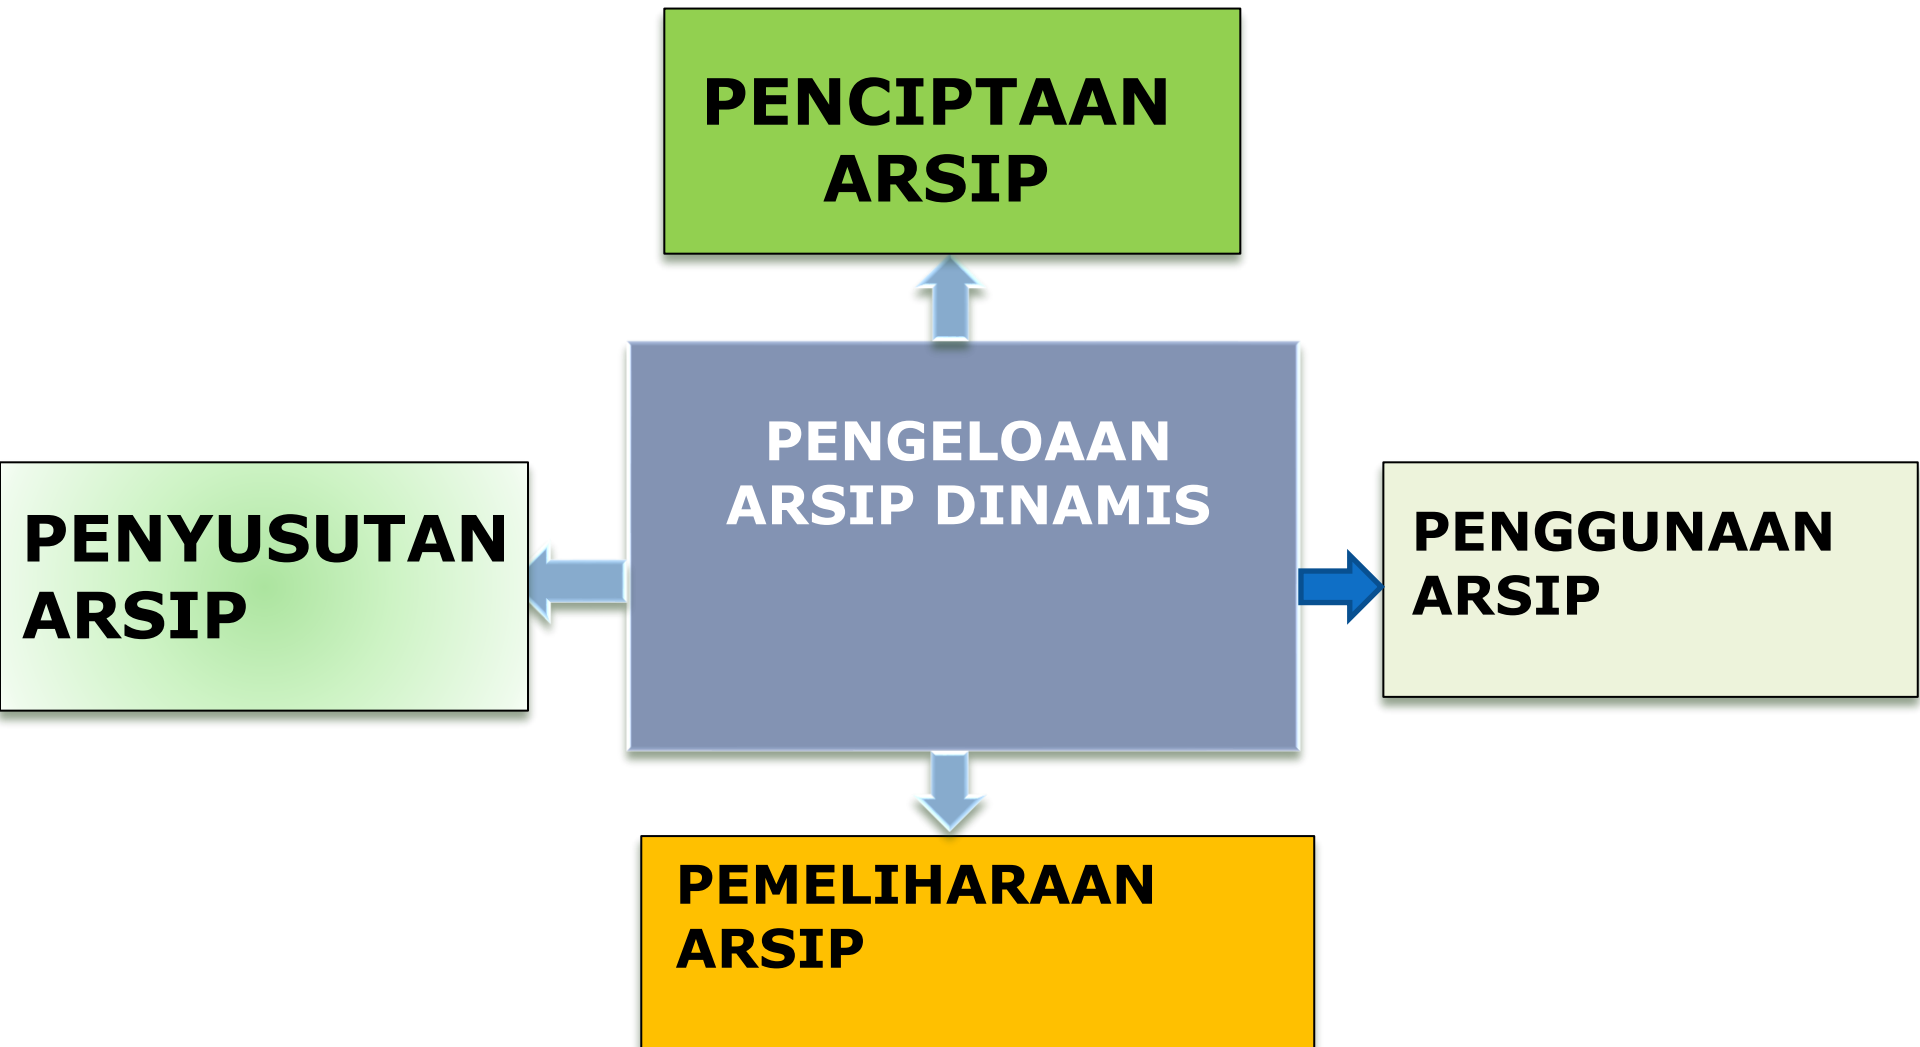 PENCIPTAAN
ARSIP
PENGELOAAN
ARSIP DINAMIS
PENYUSUTAN
ARSIP
PENGGUNAAN
ARSIP
PEMELIHARAAN
ARSIP